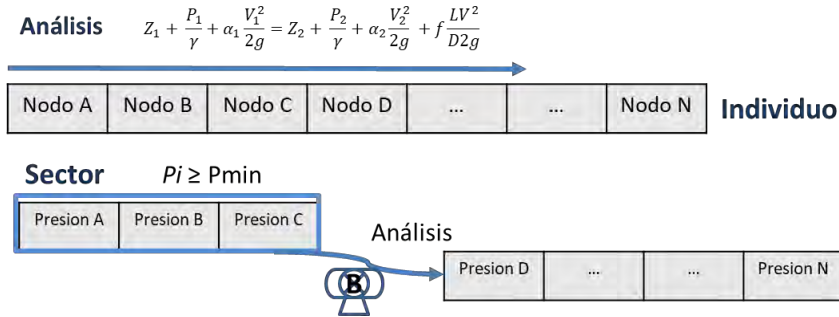 Análisis Z₁ + P₁/γ + α₁ V₁²/2g = Z₂ + P₂/γ + α₂ V₂²/2g + f LV²/D2g
Nodo A Nodo B Nodo C Nodo D ... ... Nodo N Individuo
Sector Pi ≥ Pmin
Presion A Presion B Presion C
Análisis
Presion D ... ... Presion N
B